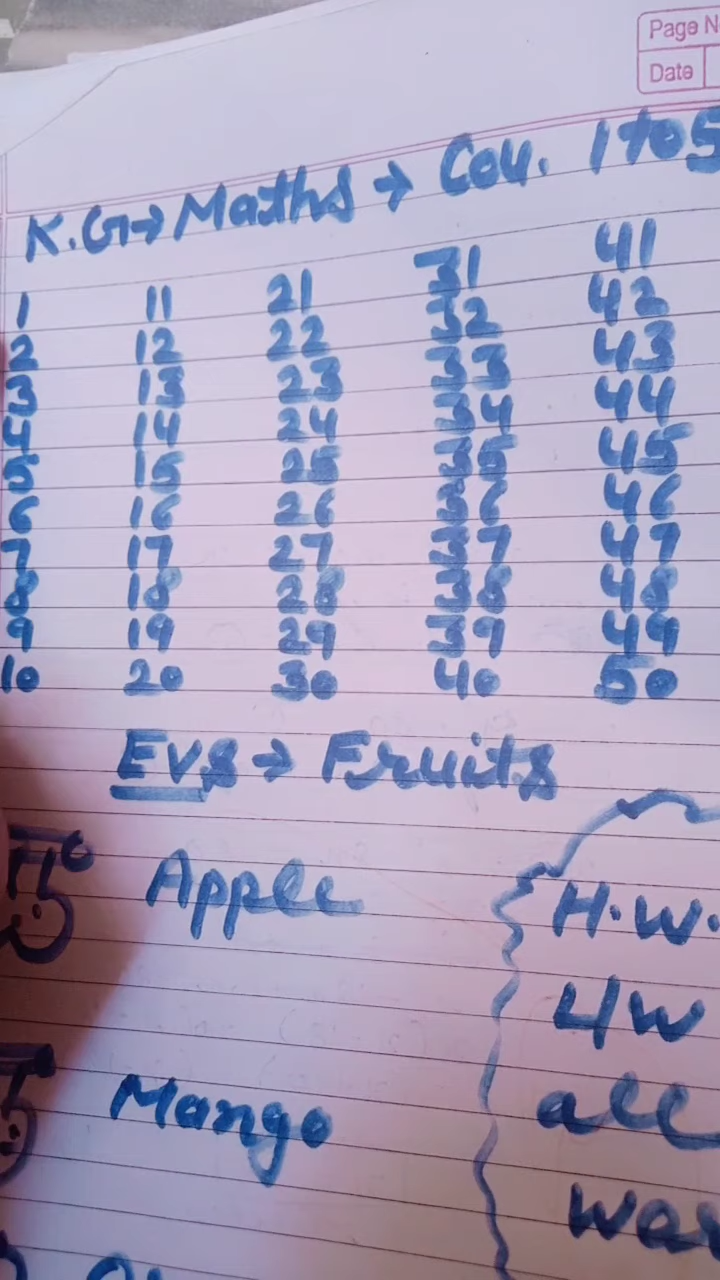 Page N
Date
K.G → Maths → Cou. 1 to 5
1 11 21 31 41
2 12 22 32 42
3 13 23 33 43
4 14 24 34 44
5 15 25 35 45
6 16 26 36 46
7 17 27 37 47
8 18 28 38 48
9 19 29 39 49
10 20 30 40 50
Evs → Fruits
Apple
Mango
H.W.
4W
all